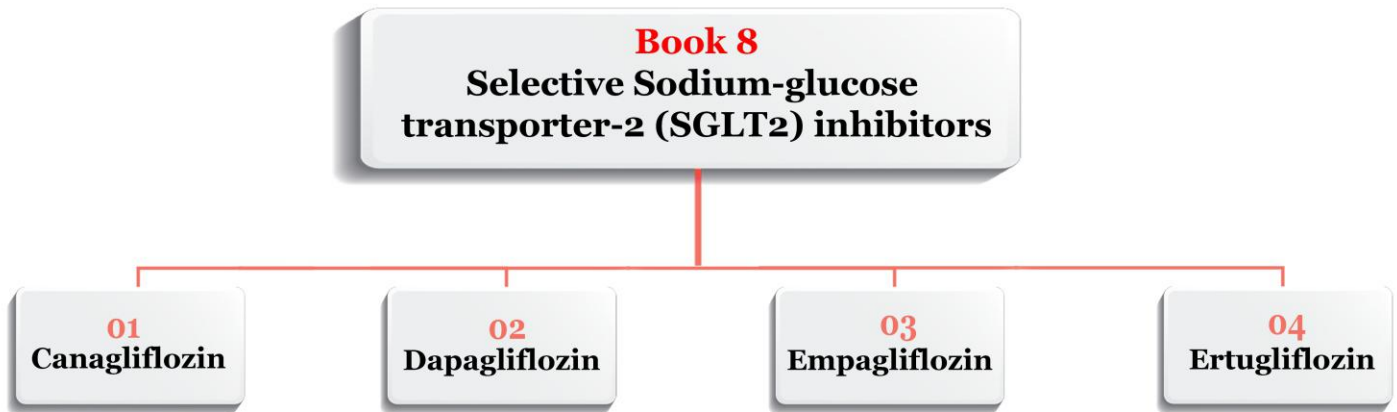 Book 8
Selective Sodium-glucose
transporter-2 (SGLT2) inhibitors
01
Canagliflozin
02
Dapagliflozin
03
Empagliflozin
04
Ertugliflozin